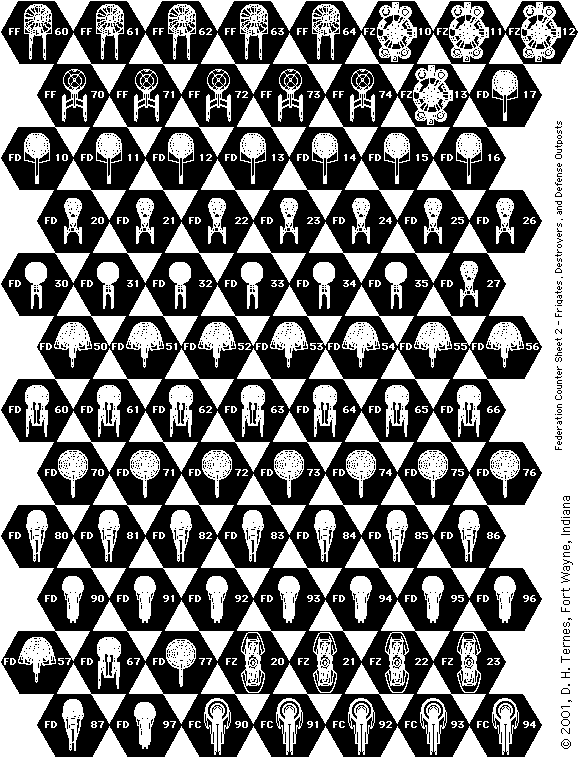 FF 60 FF 61 FF 62 FF 63 FF 64 FZ 10 FZ 11 FZ 12
FF 70 FF 71 FF 72 FF 73 FF 74 FZ 13 FD 17
FD 10 FD 11 FD 12 FD 13 FD 14 FD 15 FD 16
FD 20 FD 21 FD 22 FD 23 FD 24 FD 25 FD 26
FD 30 FD 31 FD 32 FD 33 FD 34 FD 35 FD 27
FD 50 FD 51 FD 52 FD 53 FD 54 FD 55 FD 56
FD 60 FD 61 FD 62 FD 63 FD 64 FD 65 FD 66
FD 70 FD 71 FD 72 FD 73 FD 74 FD 75 FD 76
FD 80 FD 81 FD 82 FD 83 FD 84 FD 85 FD 86
FD 90 FD 91 FD 92 FD 93 FD 94 FD 95 FD 96
FD 57 FD 67 FD 77 FZ 20 FZ 21 FZ 22 FZ 23
FD 87 FD 97 FC 90 FC 91 FC 92 FC 93 FC 94
Federation Counter Sheet 2 - Frigates, Destroyers, and Defense Outposts
© 2001, D. H. Ternes, Fort Wayne, Indiana